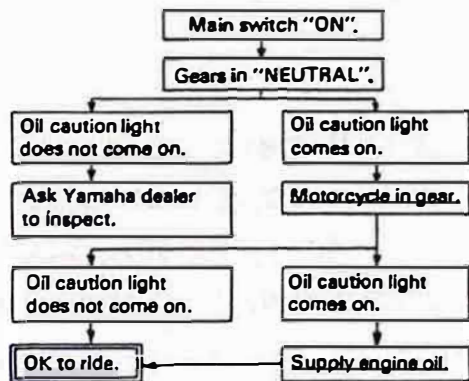 Main switch "ON".
Gears in "NEUTRAL".
Oil caution light
does not come on.
Oil caution light
comes on.
Ask Yamaha dealer
to inspect.
Motorcycle in gear.
Oil caution light
does not come on.
Oil caution light
comes on.
OK to ride.
Supply engine oil.